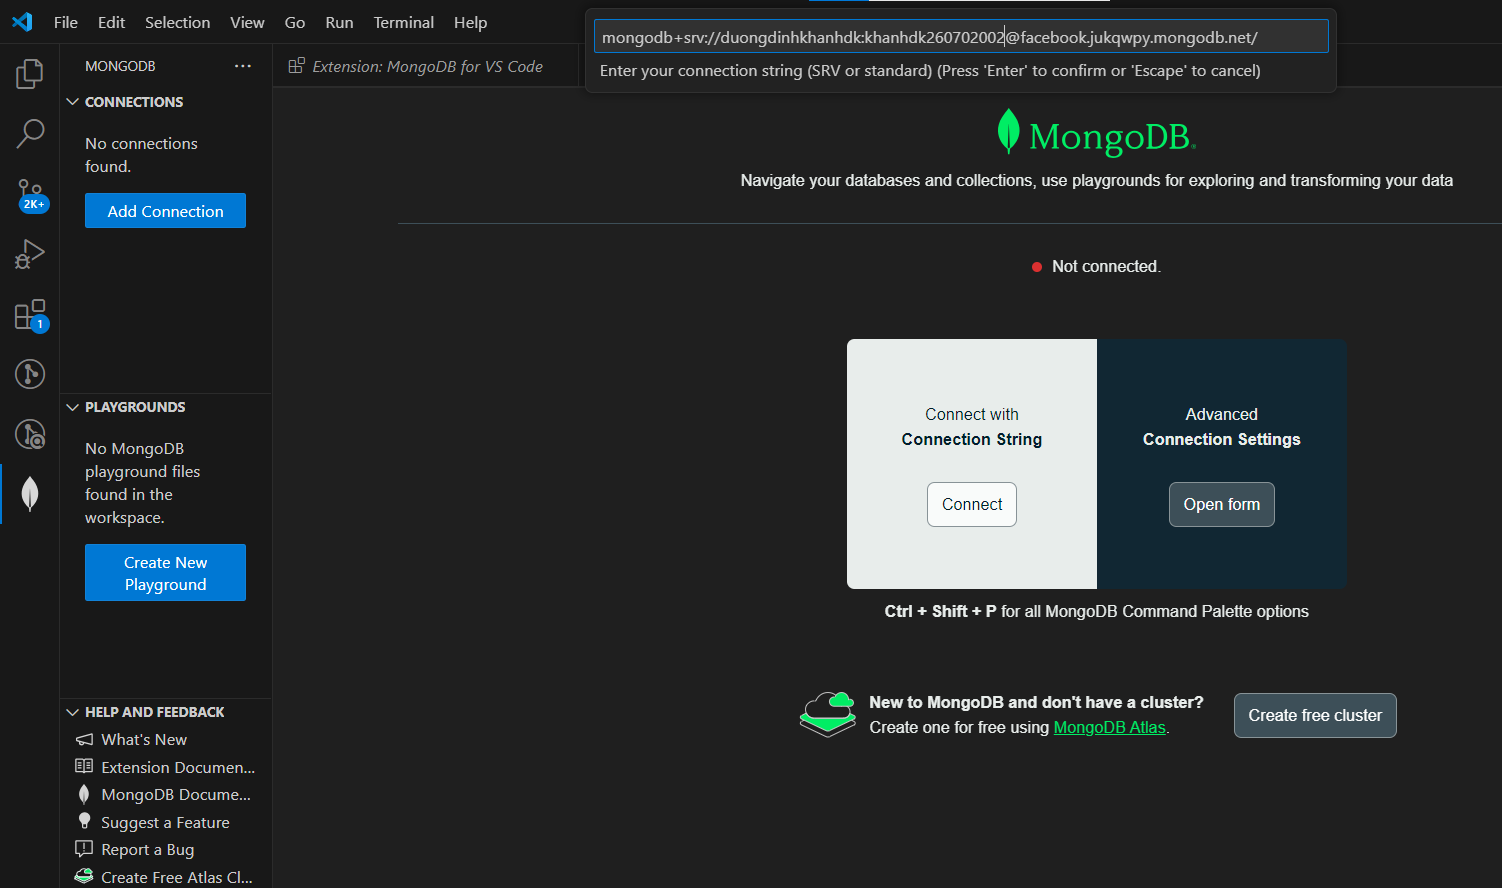 File Edit Selection View Go Run Terminal Help
mongodb+srv://duongdinhkhanhdk:khanhdk260702002@facebook.jukqwpy.mongodb.net/
Enter your connection string (SRV or standard) (Press 'Enter' to confirm or 'Escape' to cancel)
MONGODB
Extension: MongoDB for VS Code
CONNECTIONS
No connections
found.
Add Connection
2K+
1
PLAYGROUNDS
No MongoDB
playground files
found in the
workspace.
Create New
Playground
HELP AND FEEDBACK
What's New
Extension Documen...
MongoDB Docume...
Suggest a Feature
Report a Bug
Create Free Atlas Cl...
MongoDB.
Navigate your databases and collections, use playgrounds for exploring and transforming your data
Not connected.
Connect with
Connection String
Connect
Advanced
Connection Settings
Open form
Ctrl + Shift + P for all MongoDB Command Palette options
New to MongoDB and don't have a cluster?
Create one for free using MongoDB Atlas.
Create free cluster